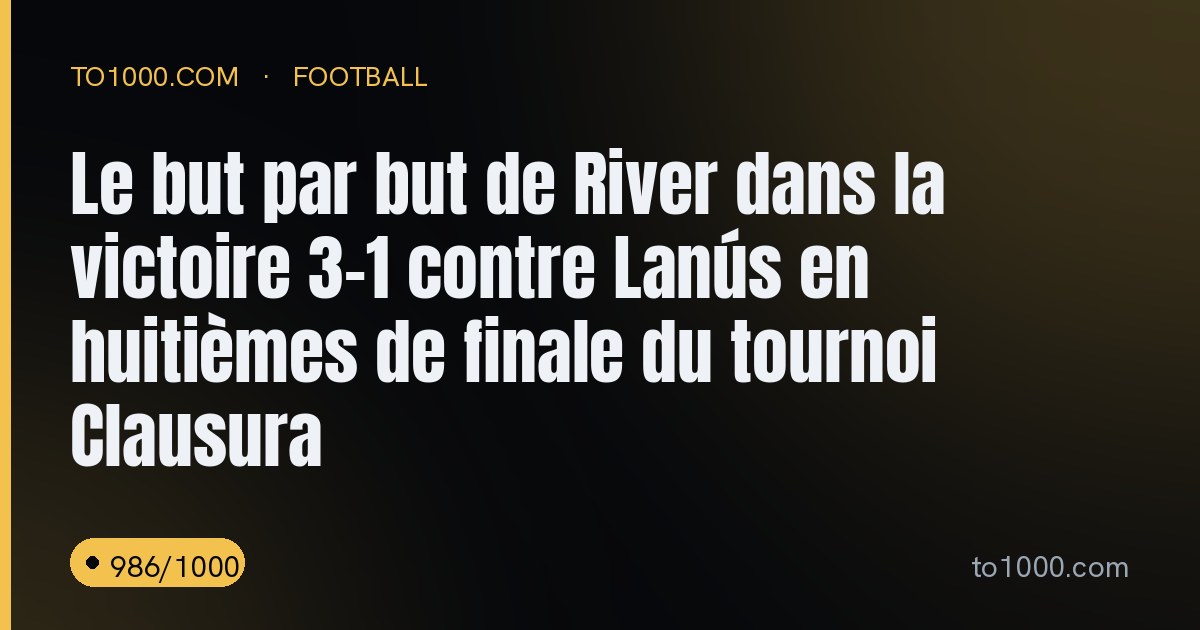 TO1000.COM · FOOTBALL
Le but par but de River dans la
victoire 3-1 contre Lanús en
huitièmes de finale du tournoi
Clausura
986/1000
to1000.com